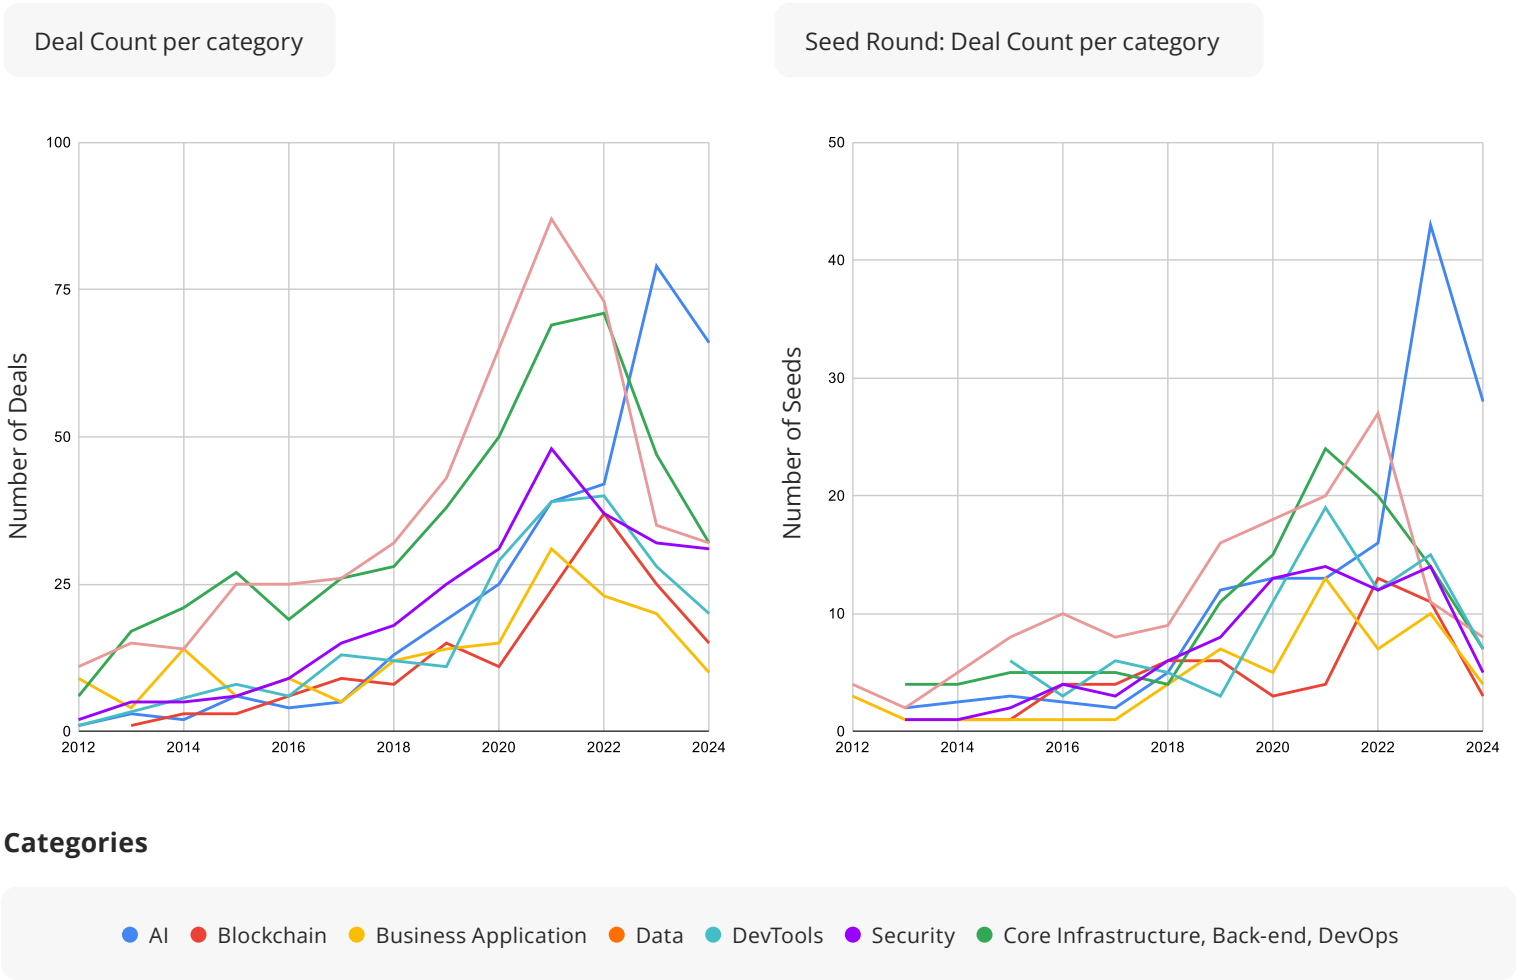 Deal Count per category
Seed Round: Deal Count per category
Number of Deals
100
75
50
25
0
2012 2014 2016 2018 2020 2022 2024
Number of Seeds
50
40
30
20
10
0
2012 2014 2016 2018 2020 2022 2024
Categories
AI Blockchain Business Application Data DevTools Security Core Infrastructure, Back-end, DevOps